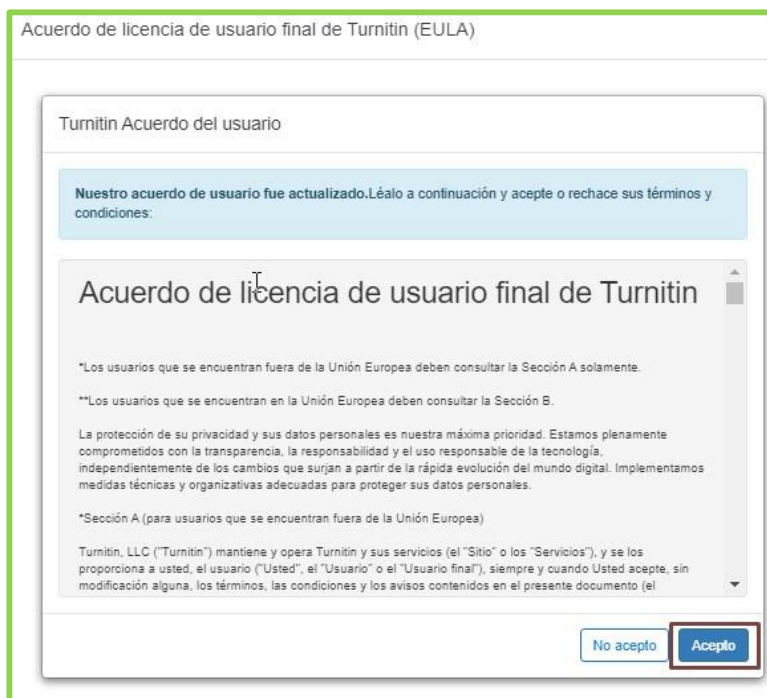 Acuerdo de licencia de usuario final de Turnitin (EULA)
Turnitin Acuerdo del usuario
Nuestro acuerdo de usuario fue actualizado.Léalo a continuación y acepte o rechace sus términos y
condiciones:
Acuerdo de licencia de usuario final de Turnitin
*Los usuarios que se encuentran fuera de la Unión Europea deben consultar la Sección A solamente.
**Los usuarios que se encuentran en la Unión Europea deben consultar la Sección B.
La protección de su privacidad y sus datos personales es nuestra máxima prioridad. Estamos plenamente
comprometidos con la transparencia, la responsabilidad y el uso responsable de la tecnología,
independientemente de los cambios que surjan a partir de la rápida evolución del mundo digital. Implementamos
medidas técnicas y organizativas adecuadas para proteger sus datos personales.
*Sección A (para usuarios que se encuentran fuera de la Unión Europea)
Turnitin, LLC ("Turnitin") mantiene y opera Turnitin y sus servicios (el "Sitio" o los "Servicios"), y se los
proporciona a usted, el usuario ("Usted", el "Usuario" o el "Usuario final"), siempre y cuando Usted acepte, sin
modificación alguna, los términos, las condiciones y los avisos contenidos en el presente documento (el
No acepto
Acepto